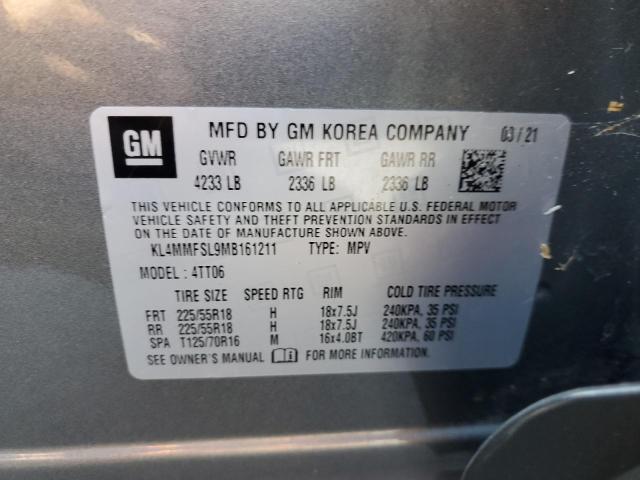 GM MFD BY GM KOREA COMPANY 03/21
GVWR GAWR FRT GAWR RR
4233 LB 2336 LB 2336 LB
THIS VEHICLE CONFORMS TO ALL APPLICABLE U.S. FEDERAL MOTOR
VEHICLE SAFETY AND THEFT PREVENTION STANDARDS IN EFFECT
ON THE DATE OF MANUFACTURE SHOWN ABOVE.
KL4MMFSL9MB161211 TYPE: MPV
MODEL: 4TT06
TIRE SIZE SPEED RTG RIM COLD TIRE PRESSURE
FRT 225/55R18 H 18x7.5J 240KPA, 35 PSI
RR 225/55R18 H 18x7.5J 240KPA, 35 PSI
SPA T125/70R16 M 16x4.0BT 420KPA, 60 PSI
SEE OWNER'S MANUAL i FOR MORE INFORMATION.